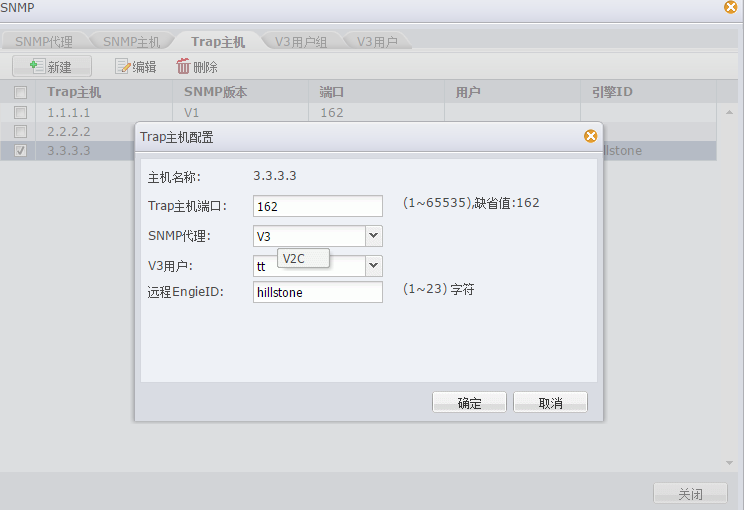 SNMP
SNMP代理 SNMP主机 Trap主机 V3用户组 V3用户
新建 编辑 删除
Trap主机 SNMP版本 端口 用户 引擎ID
1.1.1.1 V1 162
2.2.2.2
3.3.3.3 llstone
Trap主机配置
主机名称: 3.3.3.3
Trap主机端口: 162 (1~65535),缺省值:162
SNMP代理: V3
V2C
V3用户: tt
远程EngieID: hillstone (1~23) 字符
确定 取消
关闭